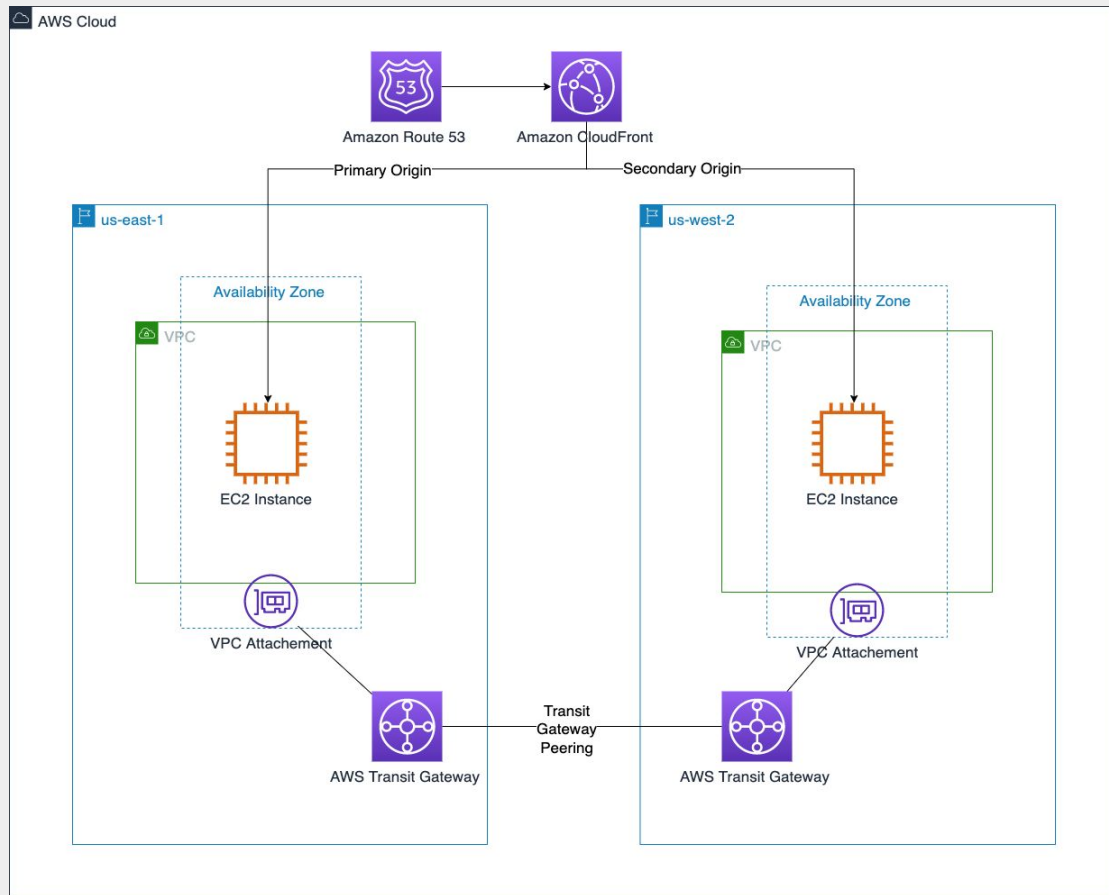 AWS Cloud
53
Amazon Route 53
Amazon CloudFront
Primary Origin
Secondary Origin
us-east-1
us-west-2
Availability Zone
Availability Zone
VPC
VPC
EC2 Instance
EC2 Instance
VPC Attachement
VPC Attachement
Transit
Gateway
Peering
AWS Transit Gateway
AWS Transit Gateway